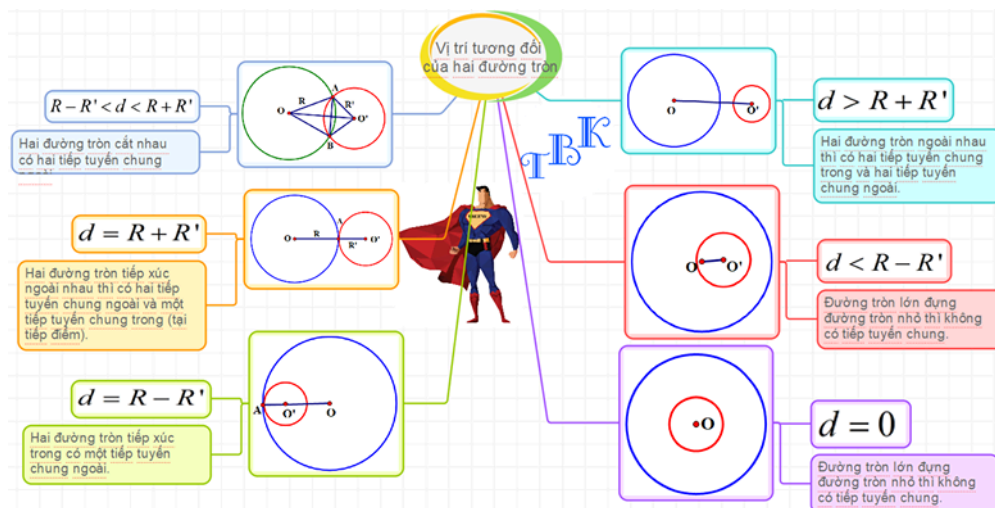 Vị trí tương đối
của hai đường tròn
R – R' < d < R + R'
Hai đường tròn cắt nhau
có hai tiếp tuyến chung
A
R
R'
O
O'
B
d = R + R'
Hai đường tròn tiếp xúc
ngoài nhau thì có hai tiếp
tuyến chung ngoài và một
tiếp tuyến chung trong (tại
tiếp điểm).
A
O
R
R'
O'
d = R – R'
Hai đường tròn tiếp xúc
trong có một tiếp tuyến
chung ngoài.
A
O'
O
TBK
O
O'
d > R + R'
Hai đường tròn ngoài nhau
thì có hai tiếp tuyến chung
trong và hai tiếp tuyến
chung ngoài.
O
O'
d < R – R'
Đường tròn lớn đựng
đường tròn nhỏ thì không
có tiếp tuyến chung.
O
d = 0
Đường tròn lớn đựng
đường tròn nhỏ thì không
có tiếp tuyến chung.